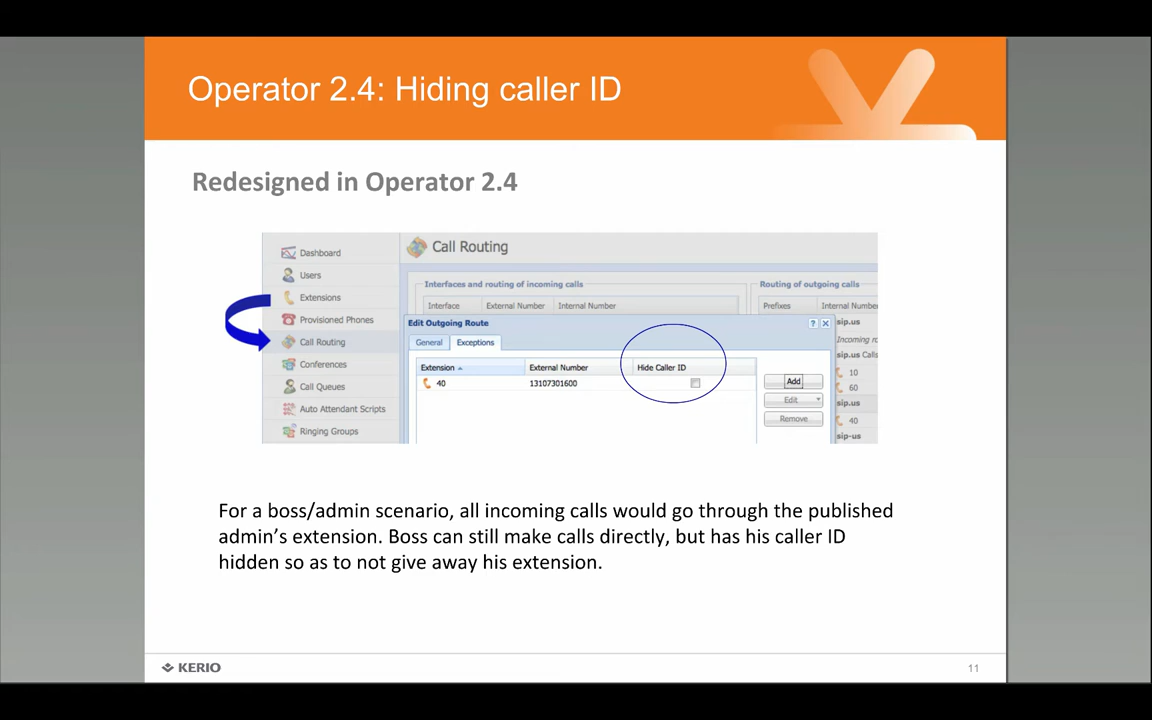 Operator 2.4: Hiding caller ID
Redesigned in Operator 2.4
Dashboard
Users
Extensions
Provisioned Phones
Call Routing
Conferences
Call Queues
Auto Attendant Scripts
Ringing Groups
Call Routing
Interfaces and routing of incoming calls
Interface External Number Internal Number
Routing of outgoing calls
Prefixes Internal Number
Edit Outgoing Route
General Exceptions
Extension External Number Hide Caller ID
40 13107301600
Add
Edit
Remove
sip.us
Incoming ro
sip.us Calls
10
60
sip.us
40
sip-us
For a boss/admin scenario, all incoming calls would go through the published
admin’s extension. Boss can still make calls directly, but has his caller ID
hidden so as to not give away his extension.
KERIO
11